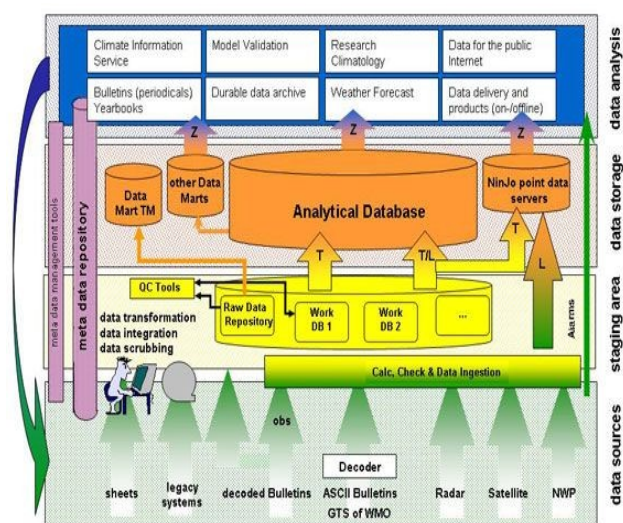 Climate Information
Service
Model Validation
Research
Climatology
Data for the public
Internet
Bulletins (periodicals)
Yearbooks
Durable data archive
Weather Forecast
Data delivery and
products (on-/offline)
data analysis
Z
Z
Z
meta data management tools
meta data repository
Data
Mart TM
other Data
Marts
Analytical Database
NinJo point data
servers
data storage
T
T/L
T
L
Alarms
QC Tools
Raw Data
Repository
Work
DB 1
Work
DB 2
...
staging area
data transformation
data integration
data scrubbing
Calc, Check & Data Ingestion
obs
Decoder
sheets
legacy
systems
decoded Bulletins
ASCII Bulletins
GTS of WMO
Radar
Satellite
NWP
data sources